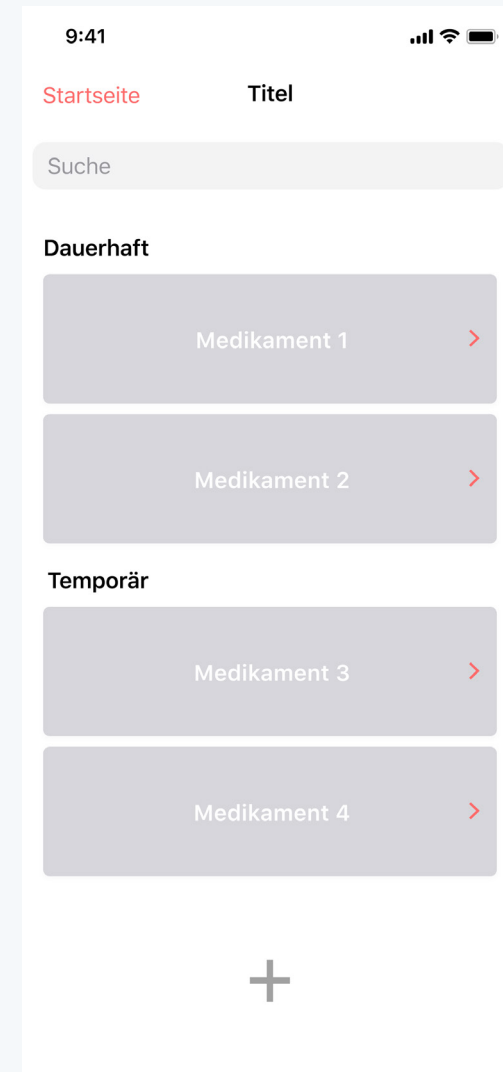 9:41
Startseite Titel
Suche
Dauerhaft
Medikament 1
Medikament 2
Temporär
Medikament 3
Medikament 4